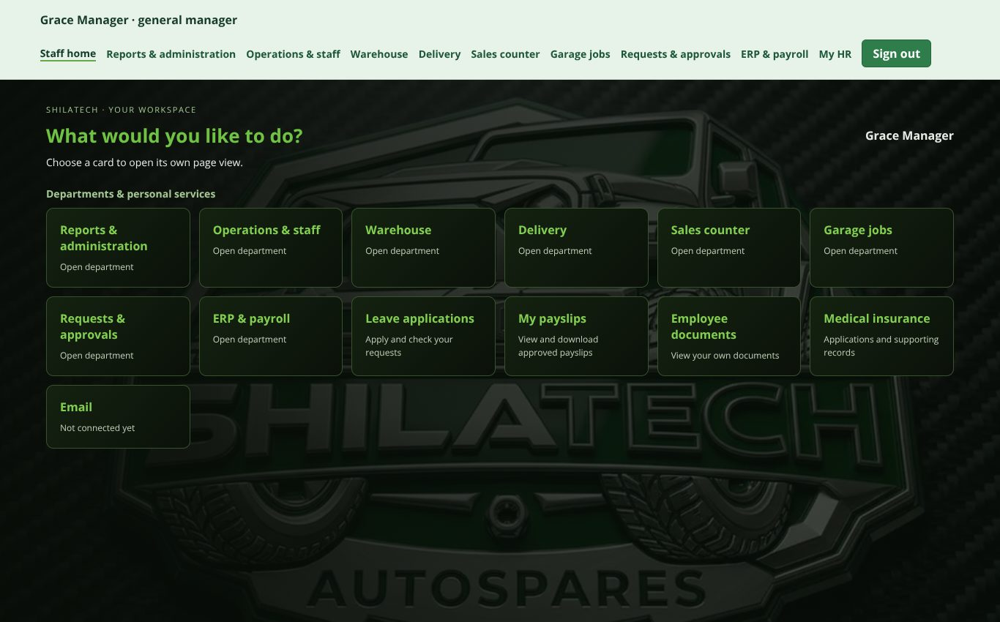 Grace Manager · general manager
Staff home Reports & administration Operations & staff Warehouse Delivery Sales counter Garage jobs Requests & approvals ERP & payroll My HR Sign out
SHILATECH · YOUR WORKSPACE
What would you like to do?
Grace Manager
Choose a card to open its own page view.
Departments & personal services
Reports &
administration
Open department
Operations & staff
Open department
Warehouse
Open department
Delivery
Open department
Sales counter
Open department
Garage jobs
Open department
Requests &
approvals
Open department
ERP & payroll
Open department
Leave applications
Apply and check your
requests
My payslips
View and download
approved payslips
Employee
documents
View your own documents
Medical insurance
Applications and supporting
records
Email
Not connected yet
SHILATECH
AUTOSPARES